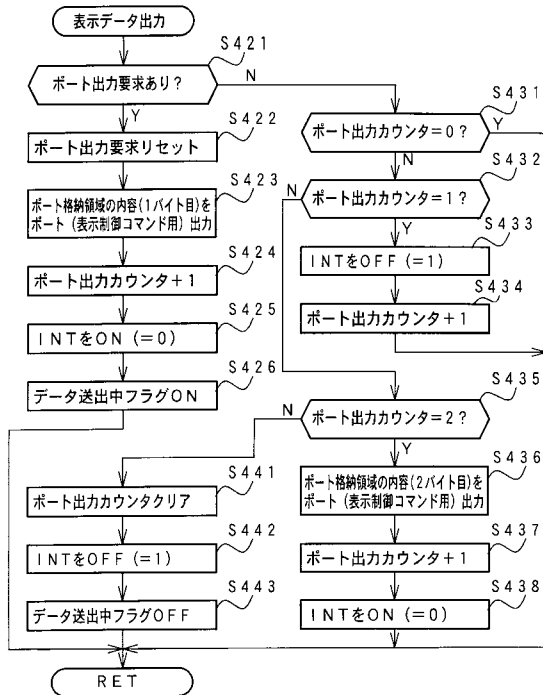 表示データ出力
S421
ポート出力要求あり?
N
Y
S422
ポート出力要求リセット
S423
ポート格納領域の内容(1バイト目)を
ポート(表示制御コマンド用)出力
S424
ポート出力カウンタ+1
S425
INTをON(=0)
S426
データ送出中フラグON
S431
ポート出力カウンタ=0?
Y
N
S432
ポート出力カウンタ=1?
N
Y
S433
INTをOFF(=1)
S434
ポート出力カウンタ+1
S435
ポート出力カウンタ=2?
N
Y
S436
ポート格納領域の内容(2バイト目)を
ポート(表示制御コマンド用)出力
S437
ポート出力カウンタ+1
S438
INTをON(=0)
S441
ポート出力カウンタクリア
S442
INTをOFF(=1)
S443
データ送出中フラグOFF
RET